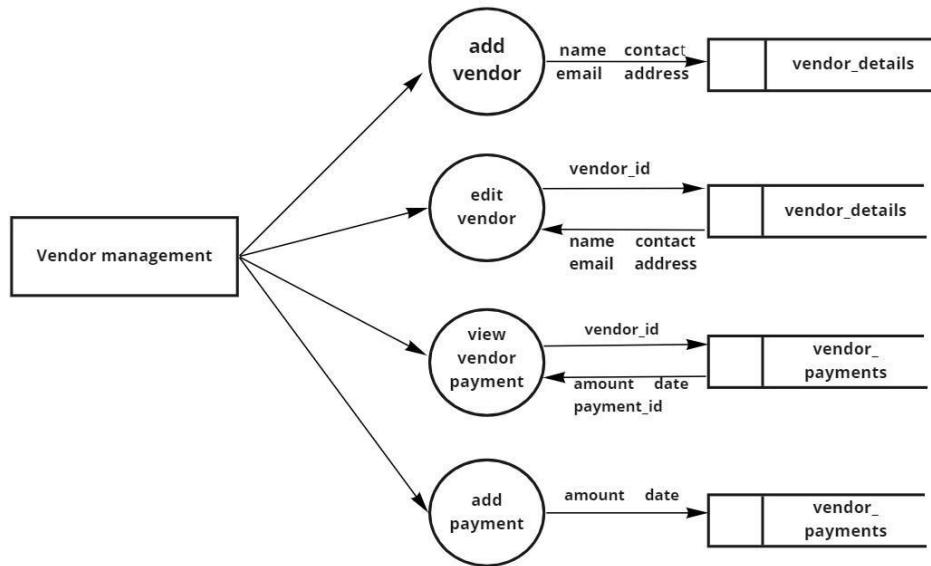 Vendor management
add
vendor
name contact
email address
vendor_details
edit
vendor
vendor_id
name contact
email address
vendor_details
view
vendor
payment
vendor_id
amount date
payment_id
vendor_
payments
add
payment
amount date
vendor_
payments